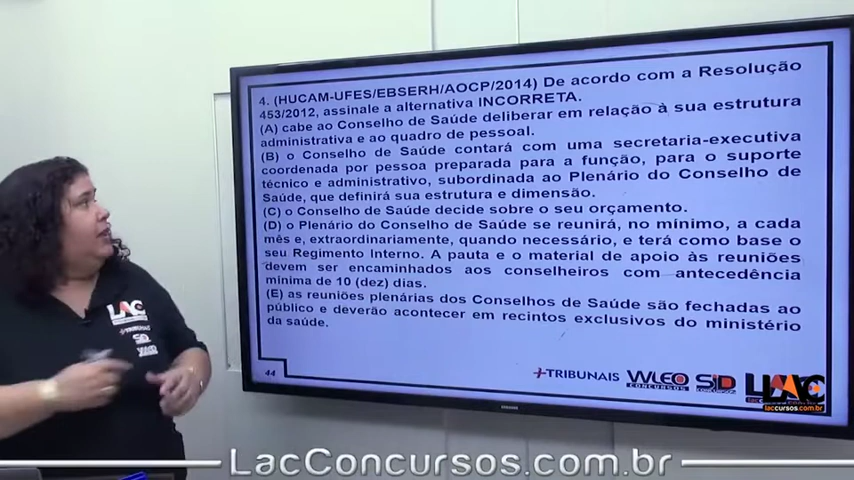 4. (HUCAM-UFES/EBSERH/AOCP/2014) De acordo com a Resolução
453/2012, assinale a alternativa INCORRETA.
(A) cabe ao Conselho de Saúde deliberar em relação à sua estrutura
administrativa e ao quadro de pessoal.
(B) o Conselho de Saúde contará com uma secretaria-executiva
coordenada por pessoa preparada para a função, para o suporte
técnico e administrativo, subordinada ao Plenário do Conselho de
Saúde, que definirá sua estrutura e dimensão.
(C) o Conselho de Saúde decide sobre o seu orçamento.
(D) o Plenário do Conselho de Saúde se reunirá, no mínimo, a cada
mês e, extraordinariamente, quando necessário, e terá como base o
seu Regimento Interno. A pauta e o material de apoio às reuniões
devem ser encaminhados aos conselheiros com antecedência
mínima de 10 (dez) dias.
(E) as reuniões plenárias dos Conselhos de Saúde são fechadas ao
público e deverão acontecer em recintos exclusivos do ministério
da saúde.
44
TRIBUNAIS WLEO CONCURSOS SD LAC
LAC
TRIBUNAIS
SD
LacConcursos.com.br